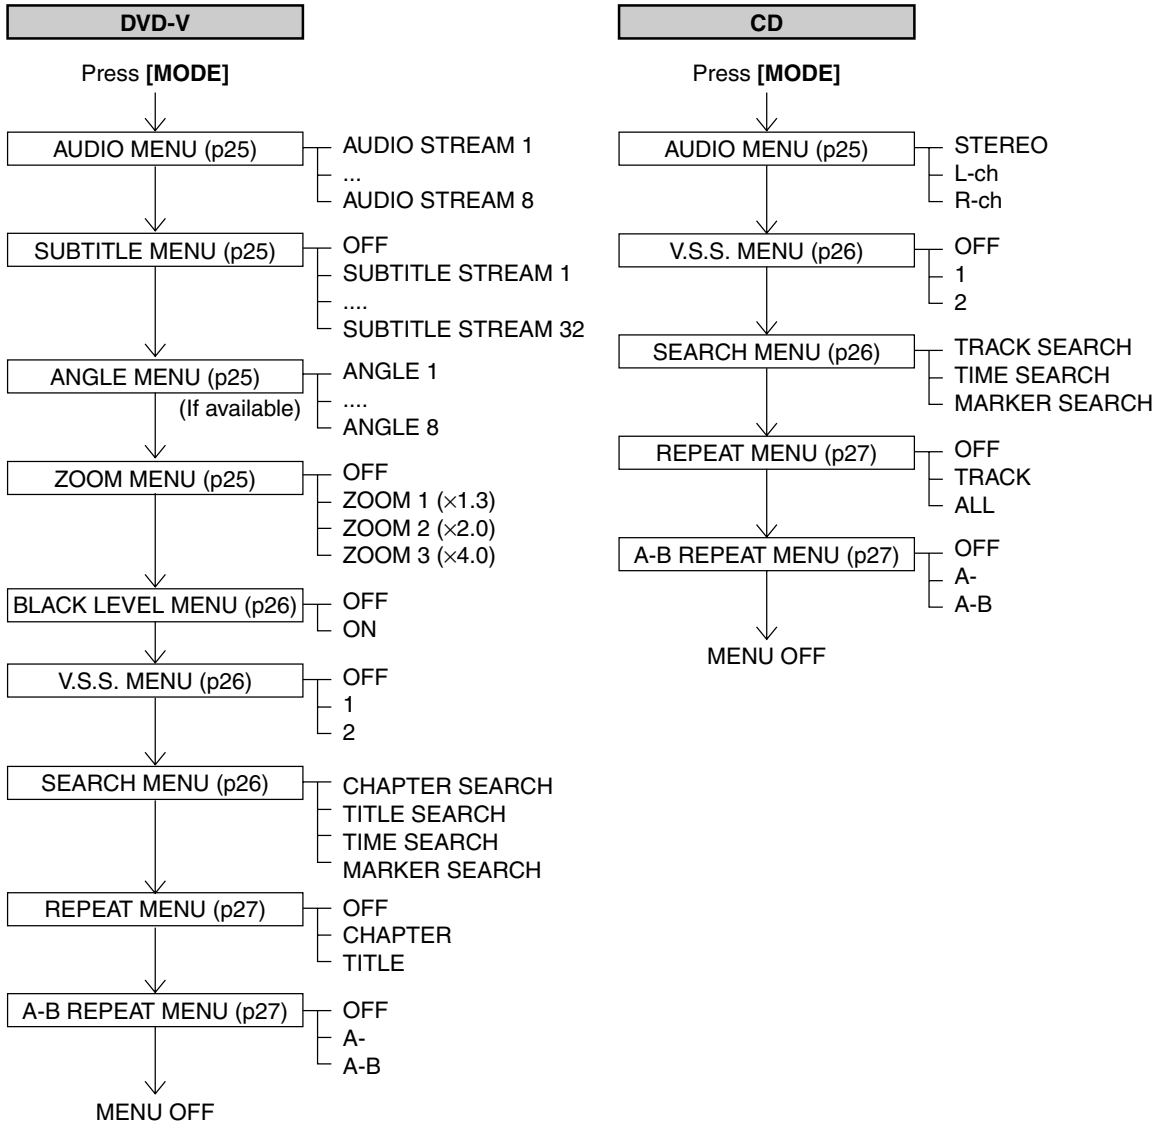 DVD-V
Press [MODE]
AUDIO MENU (p25)
AUDIO STREAM 1
...
AUDIO STREAM 8
SUBTITLE MENU (p25)
OFF
SUBTITLE STREAM 1
....
SUBTITLE STREAM 32
ANGLE MENU (p25)
(If available)
ANGLE 1
....
ANGLE 8
ZOOM MENU (p25)
OFF
ZOOM 1 (×1.3)
ZOOM 2 (×2.0)
ZOOM 3 (×4.0)
BLACK LEVEL MENU (p26)
OFF
ON
V.S.S. MENU (p26)
OFF
1
2
SEARCH MENU (p26)
CHAPTER SEARCH
TITLE SEARCH
TIME SEARCH
MARKER SEARCH
REPEAT MENU (p27)
OFF
CHAPTER
TITLE
A-B REPEAT MENU (p27)
OFF
A-
A-B
MENU OFF
CD
Press [MODE]
AUDIO MENU (p25)
STEREO
L-ch
R-ch
V.S.S. MENU (p26)
OFF
1
2
SEARCH MENU (p26)
TRACK SEARCH
TIME SEARCH
MARKER SEARCH
REPEAT MENU (p27)
OFF
TRACK
ALL
A-B REPEAT MENU (p27)
OFF
A-
A-B
MENU OFF